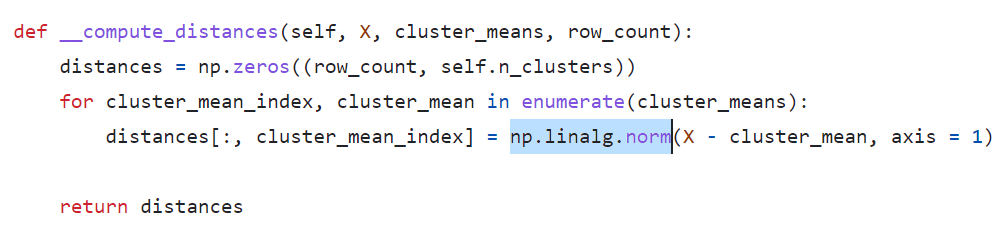 def __compute_distances(self, X, cluster_means, row_count):
    distances = np.zeros((row_count, self.n_clusters))
    for cluster_mean_index, cluster_mean in enumerate(cluster_means):
        distances[:, cluster_mean_index] = np.linalg.norm(X - cluster_mean, axis = 1)
    return distances